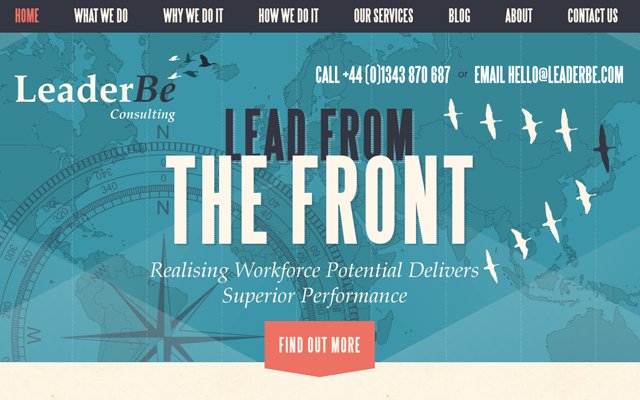 HOME WHAT WE DO WHY WE DO IT HOW WE DO IT OUR SERVICES BLOG ABOUT CONTACT US
CALL +44 (0)1343 870 687 or EMAIL HELLO@LEADERBE.COM
LeaderBe
Consulting
LEAD FROM
THE FRONT
Realising Workforce Potential Delivers
Superior Performance
FIND OUT MORE
N
N
W
W